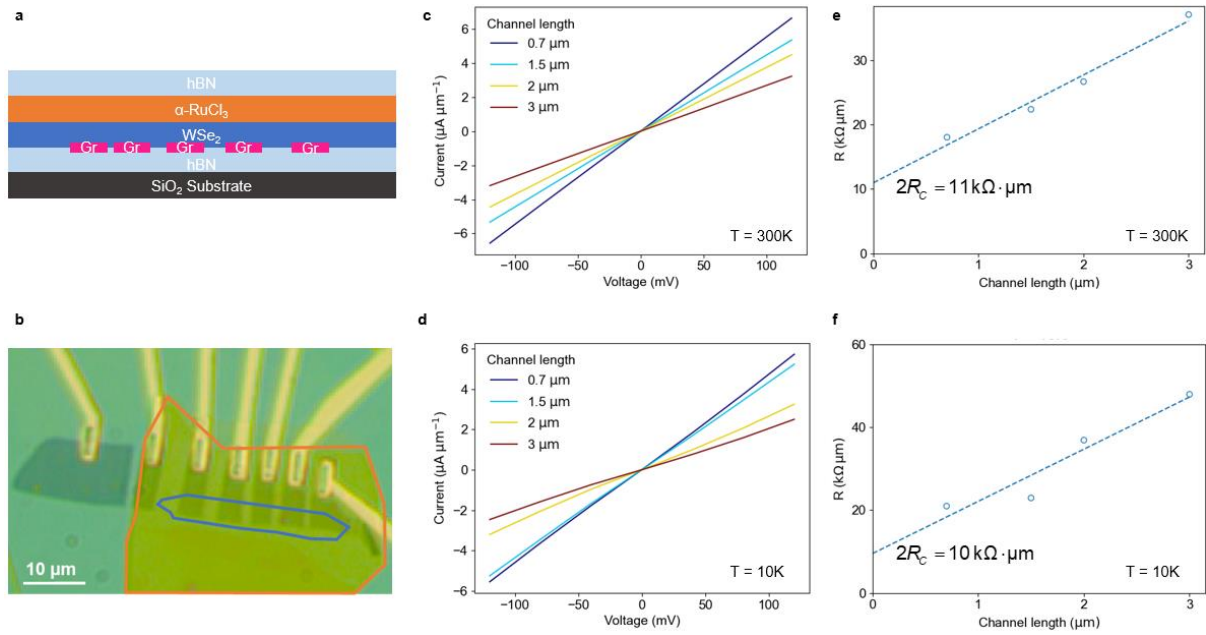 a
hBN
α-RuCl₃
WSe₂
Gr Gr Gr Gr Gr
hBN
SiO₂ Substrate
b
10 µm
c
Channel length
0.7 µm
1.5 µm
2 µm
3 µm
6
4
2
0
−2
−4
−6
Current (µA µm⁻¹)
−100 −50 0 50 100
Voltage (mV)
T = 300K
d
Channel length
0.7 µm
1.5 µm
2 µm
3 µm
6
4
2
0
−2
−4
−6
Current (µA µm⁻¹)
−100 −50 0 50 100
Voltage (mV)
T = 10K
e
30
20
10
0
R (kΩ µm)
2R_C = 11kΩ·µm
T = 300K
0 1 2 3
Channel length (µm)
f
60
40
20
0
R (kΩ µm)
2R_C = 10 kΩ·µm
T = 10K
0 1 2 3
Channel length (µm)